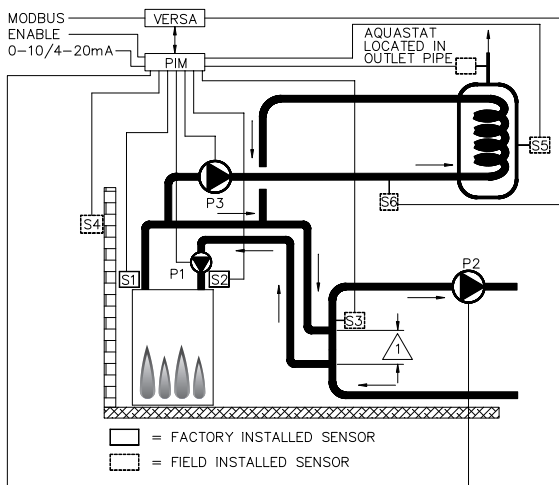 MODBUS
VERSA
ENABLE
0-10/4-20mA
PIM
AQUASTAT
LOCATED IN
OUTLET PIPE
S5
P3
S6
S4
S1
P1
S2
P2
S3
1
= FACTORY INSTALLED SENSOR
= FIELD INSTALLED SENSOR